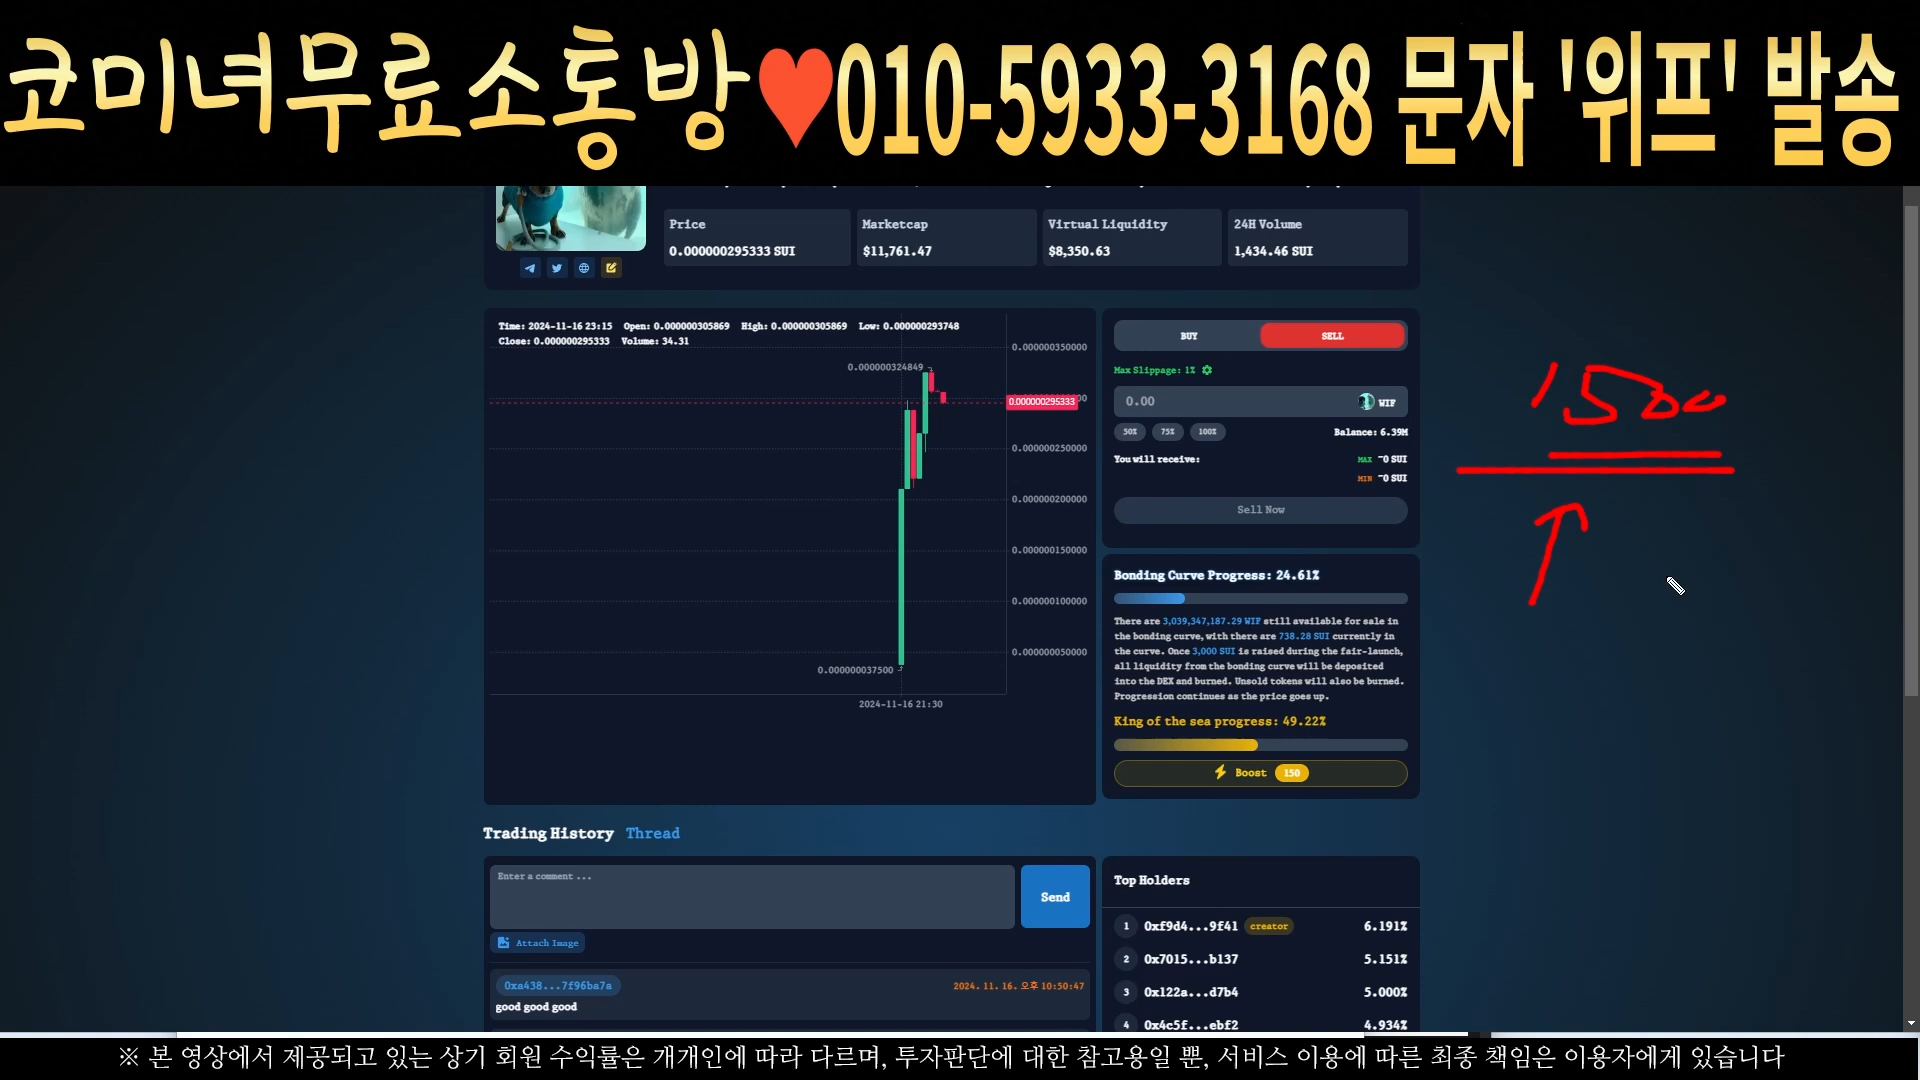 코미녀무료소통방♥010-5933-3168 문자 '위프' 발송
Price
0.000000295333 SUI
Marketcap
$11,761.47
Virtual Liquidity
$8,350.63
24H Volume
1,434.46 SUI
Time: 2024-11-16 23:15 Open: 0.000000305869 High: 0.000000305869 Low: 0.000000293748
Close: 0.000000295333 Volume: 34.31
0.000000350000
0.000000324849
0.000000295333
0.000000250000
0.000000200000
0.000000150000
0.000000100000
0.000000050000
0.000000037500
2024-11-16 21:30
BUY
SELL
Max Slippage: 1%
0.00
WIF
50%
75%
100%
Balance: 6.39M
You will receive:
MAX ~0 SUI
MIN ~0 SUI
Sell Now
1500
Bonding Curve Progress: 24.61%
There are 3,039,347,187.29 WIF still available for sale in
the bonding curve, with there are 738.28 SUI currently in
the curve. Once 3,000 SUI is raised during the fair-launch,
all liquidity from the bonding curve will be deposited
into the DEX and burned. Unsold tokens will also be burned.
Progression continues as the price goes up.
King of the sea progress: 49.22%
Boost 150
Trading History Thread
Enter a comment ...
Send
Attach Image
0xa438...7f96ba7a
2024. 11. 16. 오후 10:50:47
good good good
Top Holders
1 0xf9d4...9f41 creator 6.191%
2 0x7015...b137 5.151%
3 0x122a...d7b4 5.000%
4 0x4c5f...ebf2 4.934%
※ 본 영상에서 제공되고 있는 상기 회원 수익률은 개개인에 따라 다르며, 투자판단에 대한 참고용일 뿐, 서비스 이용에 따른 최종 책임은 이용자에게 있습니다